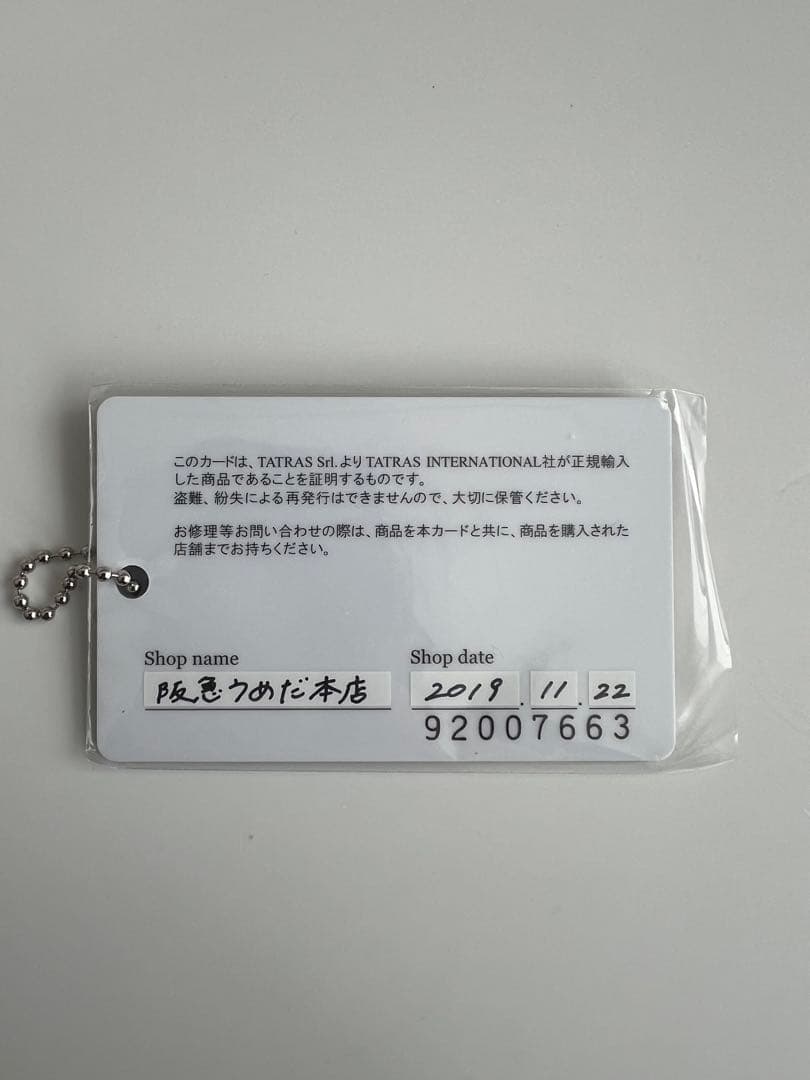 このカードは、TATRAS Srl.よりTATRAS INTERNATIONAL社が正規輸入
した商品であることを証明するものです。
盗難、紛失による再発行はできませんので、大切に保管ください。
お修理等お問い合わせの際は、商品を本カードと共に、商品を購入された
店舗までお持ちください。
Shop name
阪急うめだ本店
Shop date
2019.11.22
92007663